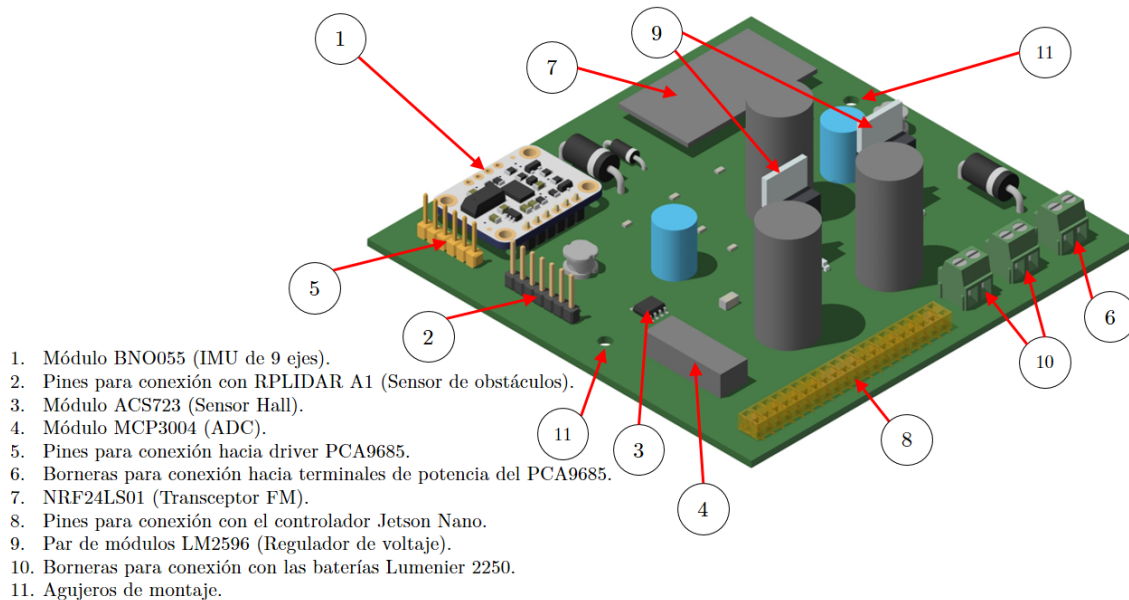 1
7
9
11
5
2
6
10
11
3
8
4
1. Módulo BNO055 (IMU de 9 ejes).
2. Pines para conexión con RPLIDAR A1 (Sensor de obstáculos).
3. Módulo ACS723 (Sensor Hall).
4. Módulo MCP3004 (ADC).
5. Pines para conexión hacia driver PCA9685.
6. Borneras para conexión hacia terminales de potencia del PCA9685.
7. NRF24LS01 (Transceptor FM).
8. Pines para conexión con el controlador Jetson Nano.
9. Par de módulos LM2596 (Regulador de voltaje).
10. Borneras para conexión con las baterías Lumenier 2250.
11. Agujeros de montaje.